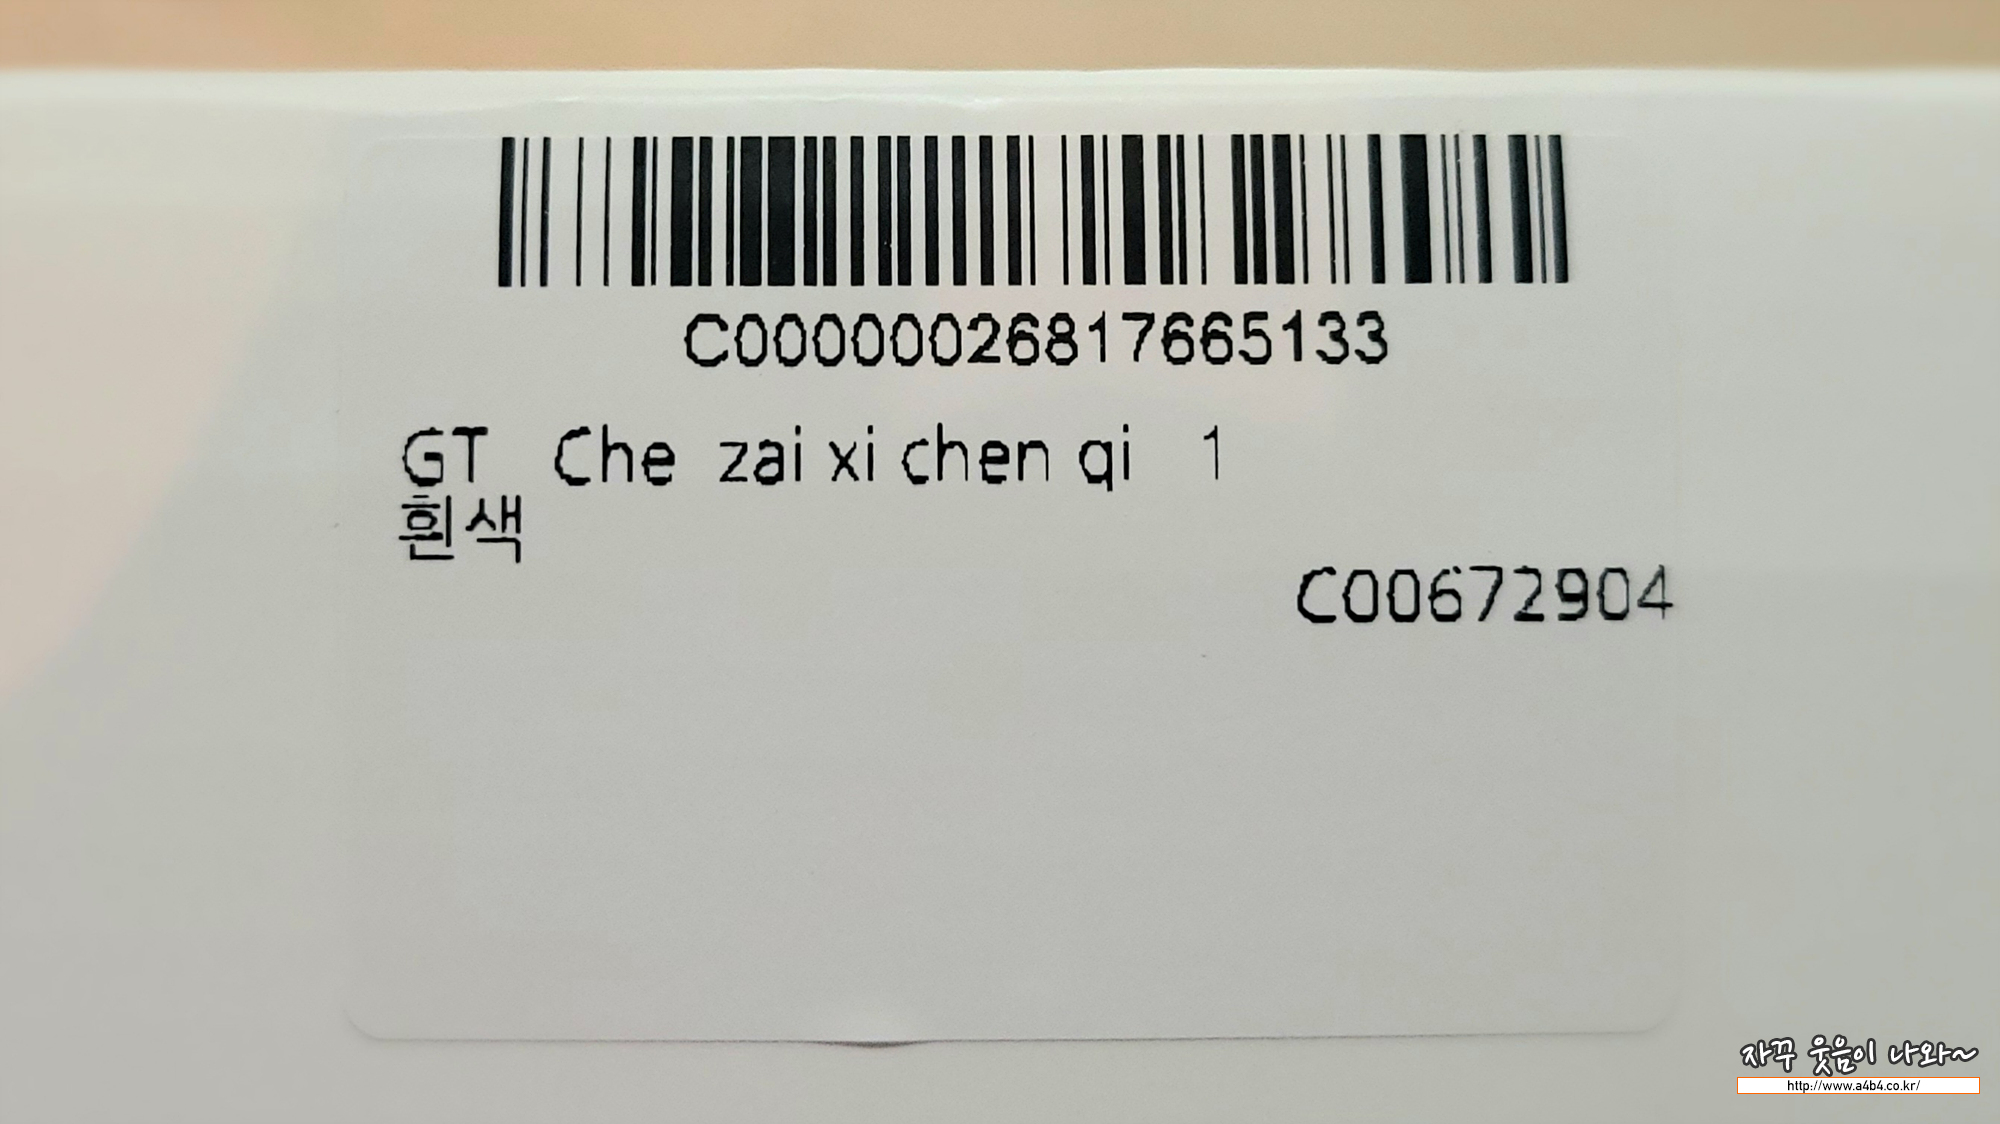 C00000026817665133
GT Che zai xi chen qi 1
흰색
C00672904
자꾸 웃음이 나와~
http://www.a4b4.co.kr/